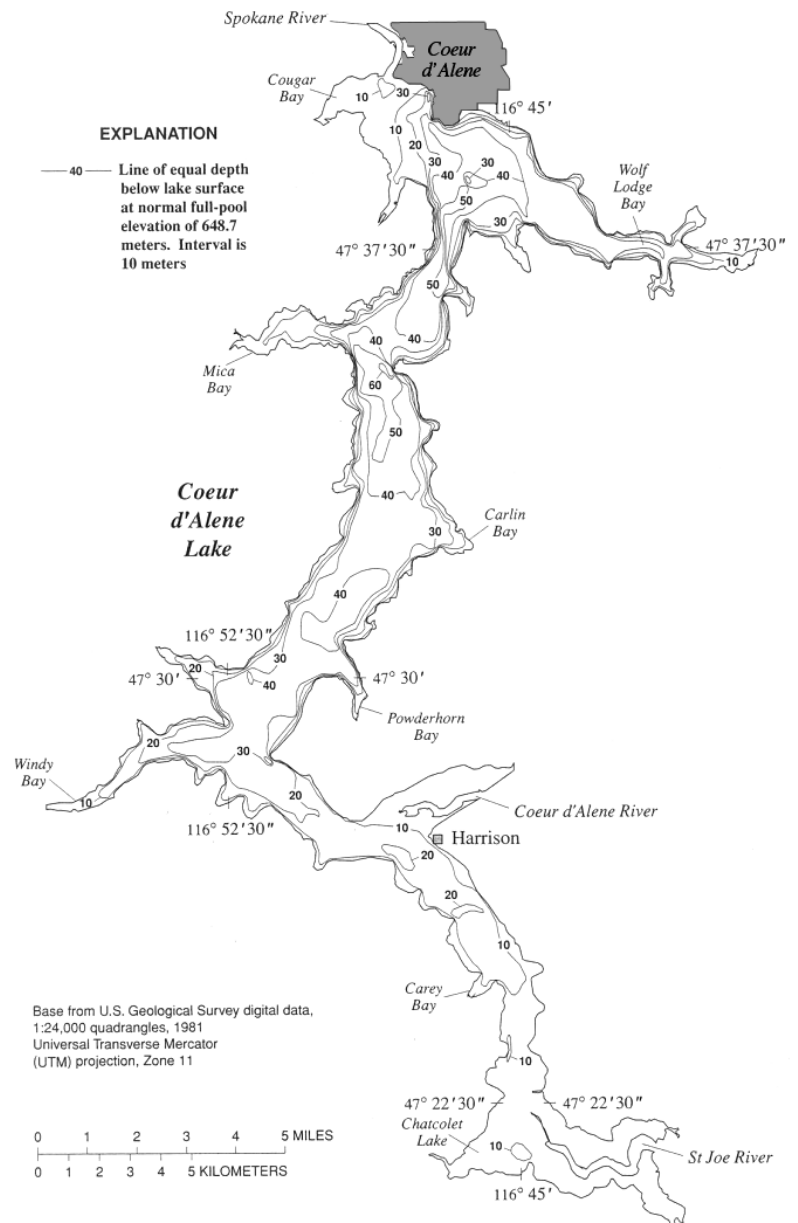 Spokane River
Coeur
d'Alene
Cougar
Bay
10
30
116° 45′
EXPLANATION
10
20
40 Line of equal depth
below lake surface
at normal full-pool
elevation of 648.7
meters. Interval is
10 meters
30
40
30
40
50
Wolf
Lodge
Bay
30
47° 37′30″
47° 37′30″
10
50
40
40
Mica
Bay
60
50
Coeur
d'Alene
Lake
40
Carlin
Bay
30
40
116° 52′30″
20
30
47° 30′
40
47° 30′
Powderhorn
Bay
20
30
Windy
Bay
10
20
116° 52′30″
10
Coeur d'Alene River
Harrison
20
20
10
Carey
Bay
Base from U.S. Geological Survey digital data,
1:24,000 quadrangles, 1981
Universal Transverse Mercator
(UTM) projection, Zone 11
10
47° 22′30″
47° 22′30″
Chatcolet
Lake
10
St Joe River
116° 45′
0 1 2 3 4 5 MILES
0 1 2 3 4 5 KILOMETERS